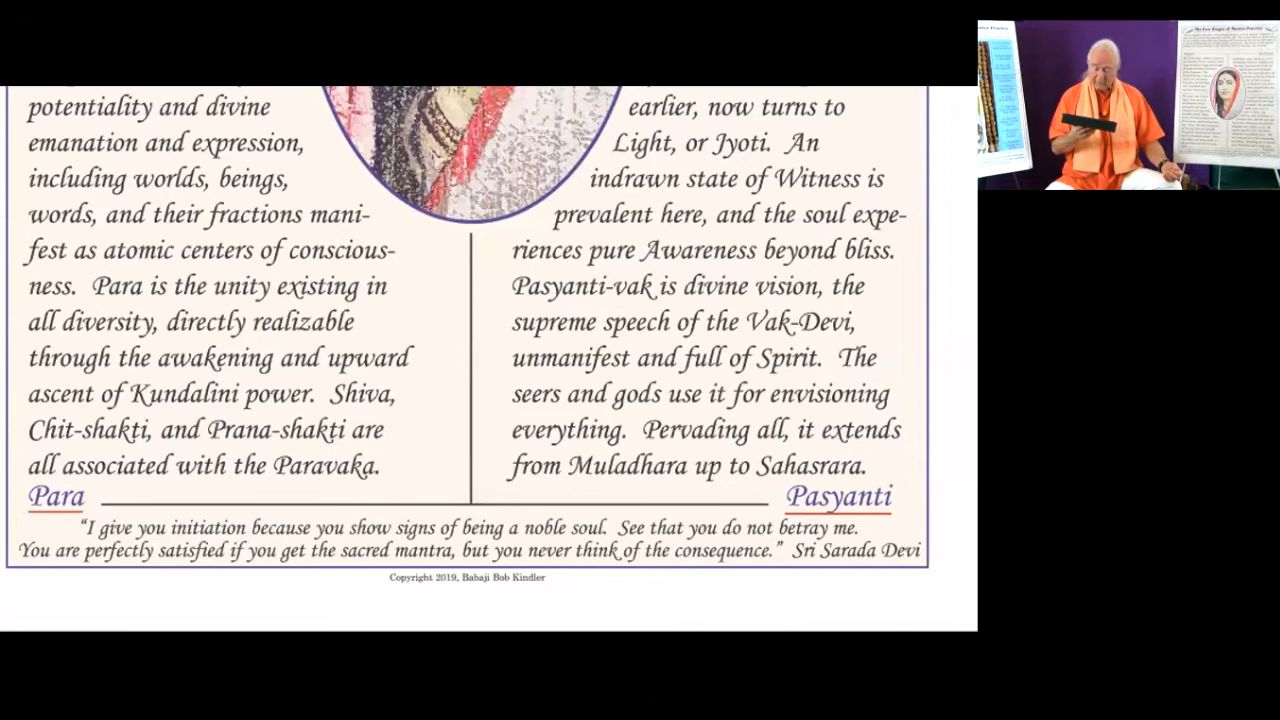 potentiality and divine
emanation and expression,
including worlds, beings,
words, and their fractions mani-
fest as atomic centers of conscious-
ness. Para is the unity existing in
all diversity, directly realizable
through the awakening and upward
ascent of Kundalini power. Shiva,
Chit-shakti, and Prana-shakti are
all associated with the Paravaka.
Para
now turns to
Light, or Jyoti. An
indrawn state of Witness is
prevalent here, and the soul expe-
riences pure Awareness beyond bliss.
Pasyanti-vak is divine vision, the
supreme speech of the Vak-Devi,
unmanifest and full of Spirit. The
seers and gods use it for envisioning
everything. Pervading all, it extends
from Muladhara up to Sahasrara.
Pasyanti
“I give you initiation because you show signs of being a noble soul. See that you do not betray me.
You are perfectly satisfied if you get the sacred mantra, but you never think of the consequence.” Sri Sarada Devi
Copyright 2019, Babaji Bob Kindler